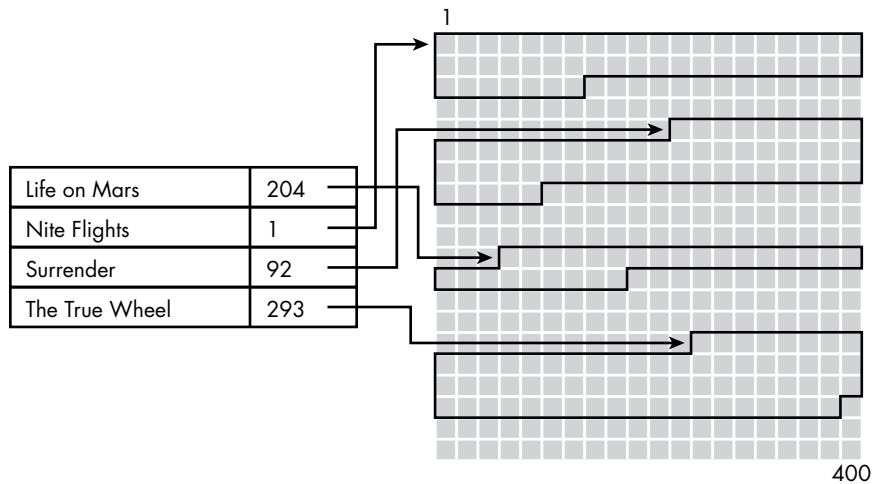 1
Life on Mars 204
Nite Flights 1
Surrender 92
The True Wheel 293
400